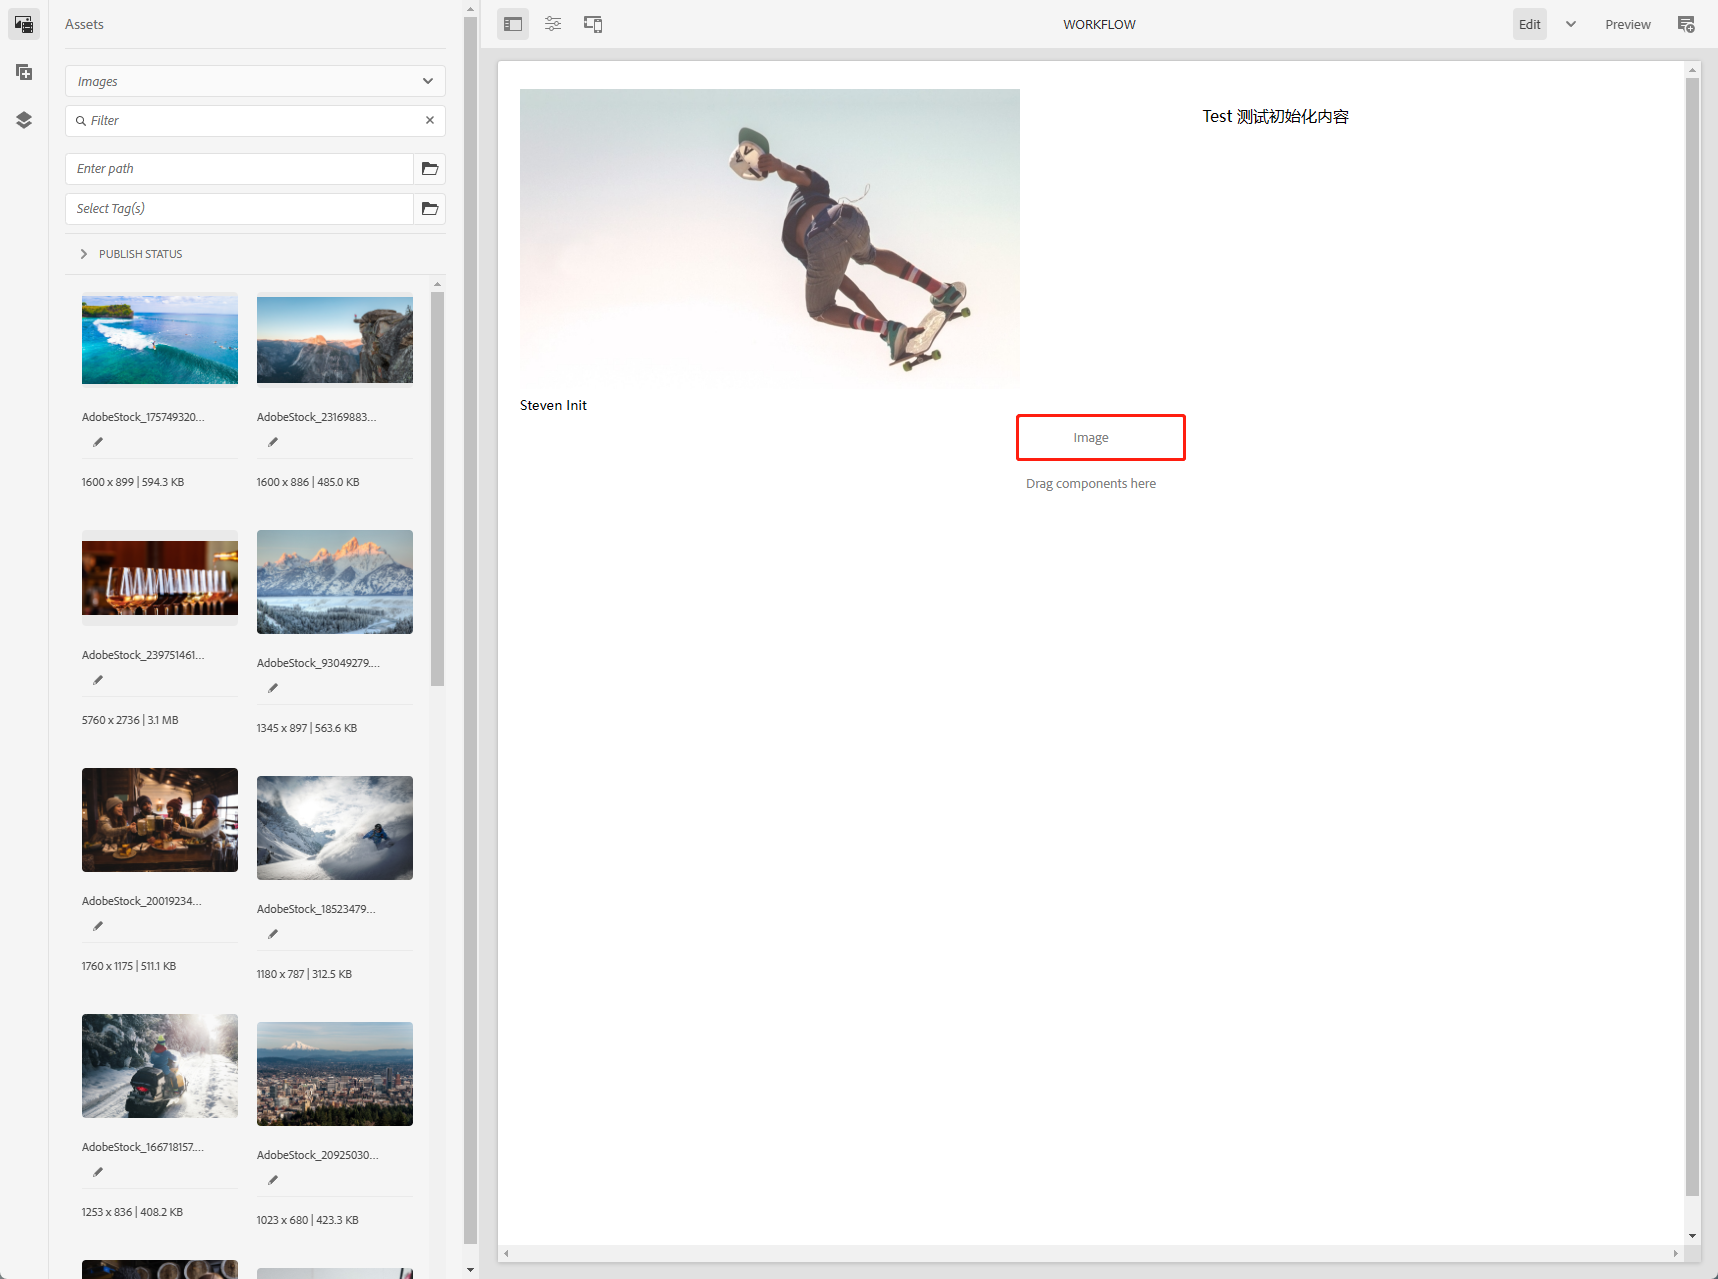 Assets
Images
Filter
Enter path
Select Tag(s)
PUBLISH STATUS
AdobeStock_175749320...
1600 x 899 | 594.3 KB
AdobeStock_23169883...
1600 x 886 | 485.0 KB
AdobeStock_239751461...
5760 x 2736 | 3.1 MB
AdobeStock_93049279....
1345 x 897 | 563.6 KB
AdobeStock_20019234...
1760 x 1175 | 511.1 KB
AdobeStock_18523479...
1180 x 787 | 312.5 KB
AdobeStock_166718157....
1253 x 836 | 408.2 KB
AdobeStock_20925030...
1023 x 680 | 423.3 KB
WORKFLOW
Edit
Preview
Test 测试初始化内容
Steven Init
Image
Drag components here